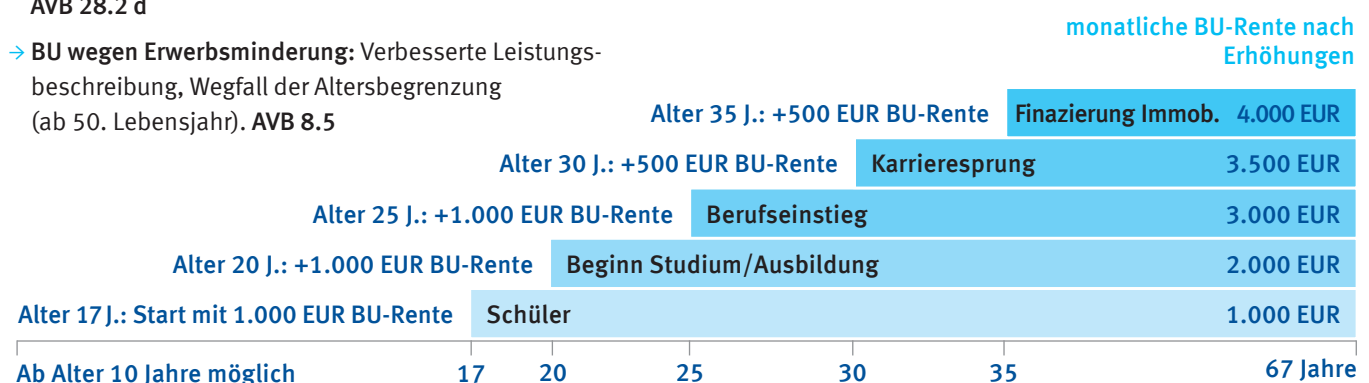 AVB 28.2 d
→ BU wegen Erwerbsminderung: Verbesserte Leistungs-
beschreibung, Wegfall der Altersbegrenzung
(ab 50. Lebensjahr). AVB 8.5
monatliche BU-Rente nach
Erhöhungen
Alter 35 J.: +500 EUR BU-Rente Finazierung Immob. 4.000 EUR
Alter 30 J.: +500 EUR BU-Rente Karrieresprung 3.500 EUR
Alter 25 J.: +1.000 EUR BU-Rente Berufseinstieg 3.000 EUR
Alter 20 J.: +1.000 EUR BU-Rente Beginn Studium/Ausbildung 2.000 EUR
Alter 17 J.: Start mit 1.000 EUR BU-Rente Schüler 1.000 EUR
Ab Alter 10 Jahre möglich 17 20 25 30 35 67 Jahre